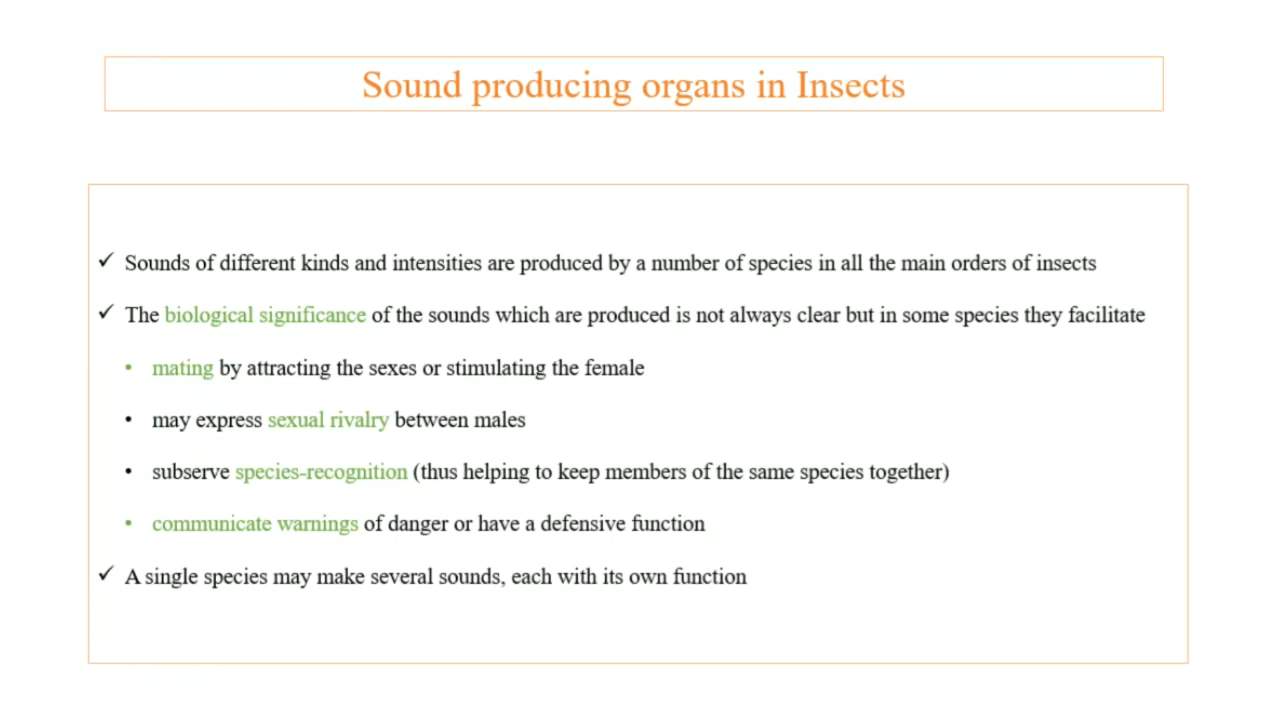 Sound producing organs in Insects
✓ Sounds of different kinds and intensities are produced by a number of species in all the main orders of insects
✓ The biological significance of the sounds which are produced is not always clear but in some species they facilitate
• mating by attracting the sexes or stimulating the female
• may express sexual rivalry between males
• subserve species-recognition (thus helping to keep members of the same species together)
• communicate warnings of danger or have a defensive function
✓ A single species may make several sounds, each with its own function